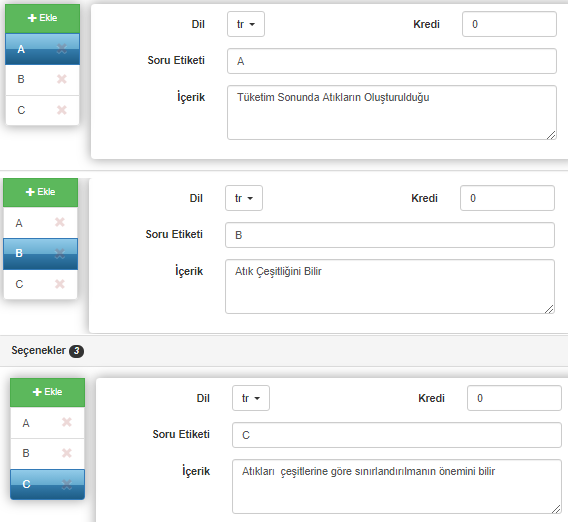 Ekle
Dil tr Kredi 0
A
Soru Etiketi A
B
İçerik Tüketim Sonunda Atıkların Oluşturulduğu
C
Ekle
Dil tr Kredi 0
A
Soru Etiketi B
B
İçerik Atık Çeşitliğini Bilir
C
Seçenekler 3
Ekle
Dil tr Kredi 0
A
Soru Etiketi C
B
İçerik Atıkları çeşitlerine göre sınırlandırılmanın önemini bilir
C